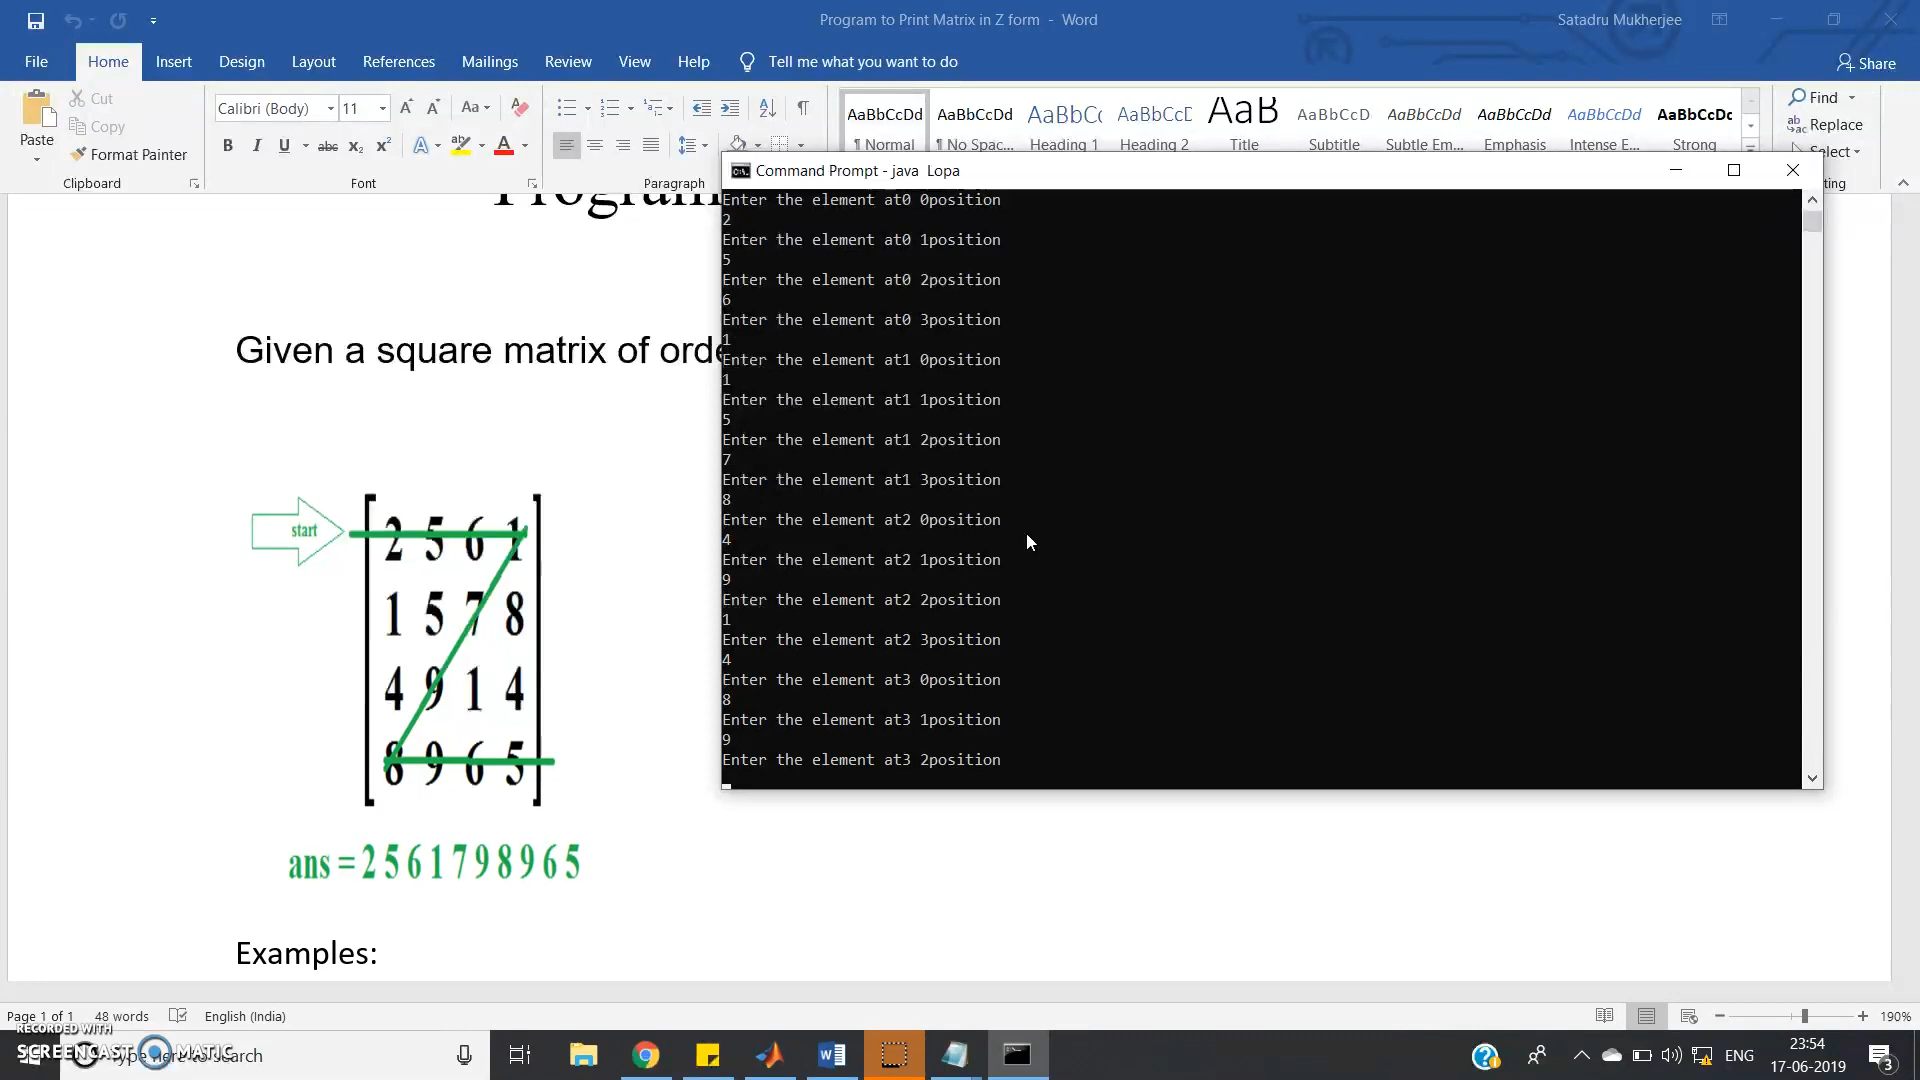 Program to Print Matrix in Z form - Word
Satadru Mukherjee
File Home Insert Design Layout References Mailings Review View Help Tell me what you want to do
Share
Paste
Cut
Copy
Format Painter
Clipboard
Calibri (Body) 11
Aa
B I U abc x₂ x² A A
Font
Paragraph
AaBbCcDd AaBbCcDd AaBbCc AaBbCcE AaB AaBbCcD AaBbCcDd AaBbCcDd AaBbCcDd AaBbCcDc
¶ Normal ¶ No Spac... Heading 1 Heading 2 Title Subtitle Subtle Em... Emphasis Intense E... Strong
Find
Replace
Select
ting
Command Prompt - java Lopa
Enter the element at0 0position
2
Enter the element at0 1position
5
Enter the element at0 2position
6
Enter the element at0 3position
1
Enter the element at1 0position
1
Enter the element at1 1position
5
Enter the element at1 2position
7
Enter the element at1 3position
8
Enter the element at2 0position
4
Enter the element at2 1position
9
Enter the element at2 2position
1
Enter the element at2 3position
4
Enter the element at3 0position
8
Enter the element at3 1position
9
Enter the element at3 2position
Given a square matrix of orde
start
2 5 6 1
1 5 7 8
4 9 1 4
8 9 6 5
ans = 2 5 6 1 7 9 8 9 6 5
Examples:
Page 1 of 1 48 words English (India)
190%
RECORDED WITH
SCREENCAST MATIC
Type here to search
ENG
23:54
17-06-2019
3